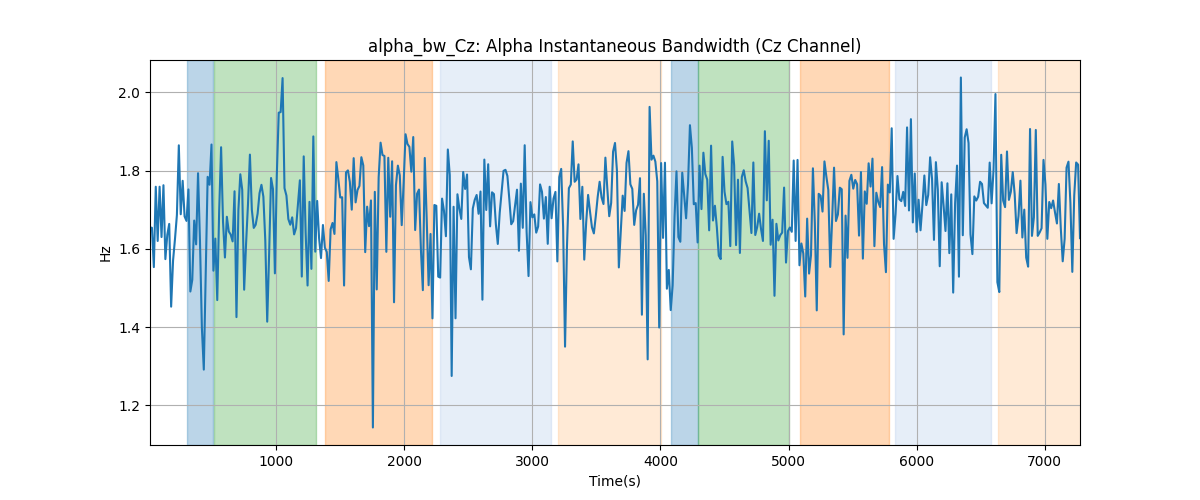 alpha_bw_Cz: Alpha Instantaneous Bandwidth (Cz Channel)
2.0
1.8
1.6
1.4
1.2
Hz
1000 2000 3000 4000 5000 6000 7000
Time(s)